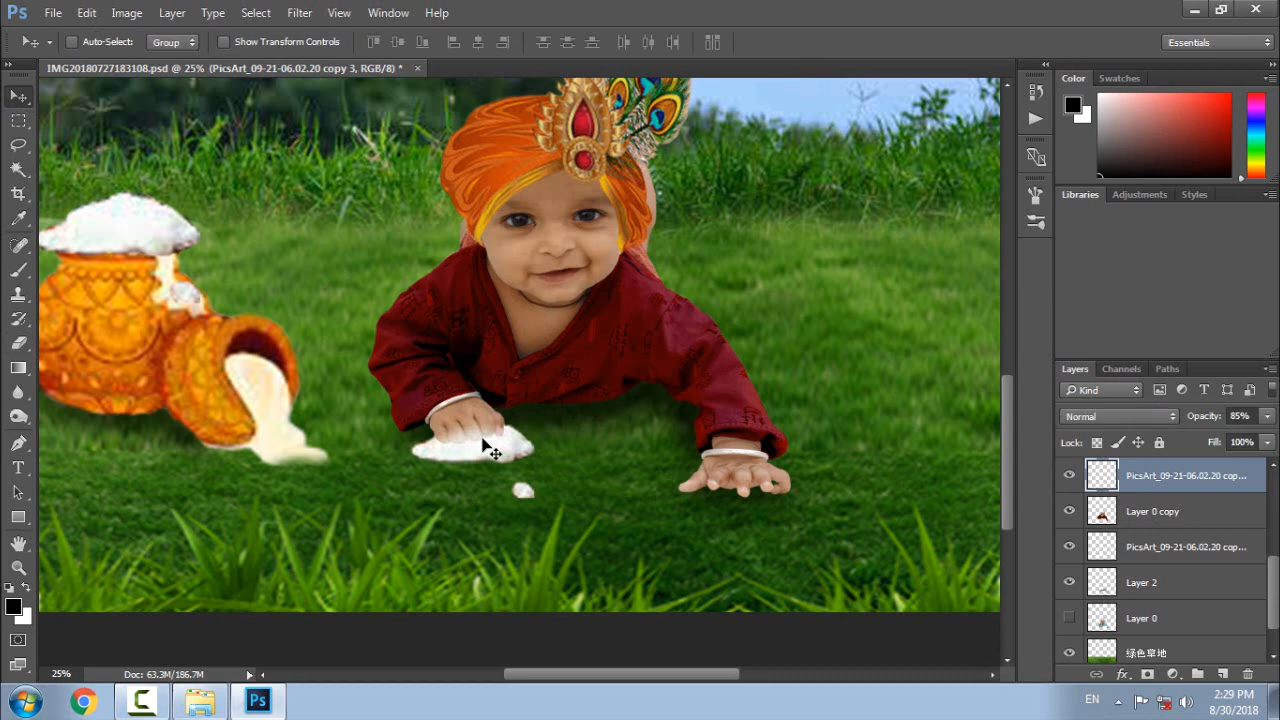 Ps File Edit Image Layer Type Select Filter View Window Help
Auto-Select: Group Show Transform Controls Essentials
IMG20180727183108.psd @ 25% (PicsArt_09-21-06.02.20 copy 3, RGB/8) * ×
Color Swatches
Libraries Adjustments Styles
Layers Channels Paths
Kind
Normal Opacity: 85%
Lock: Fill: 100%
PicsArt_09-21-06.02.20 cop...
Layer 0 copy
PicsArt_09-21-06.02.20 cop...
Layer 2
Layer 0
绿色草地
25% Doc: 63.3M/186.7M
Ps
EN
2:29 PM
8/30/2018